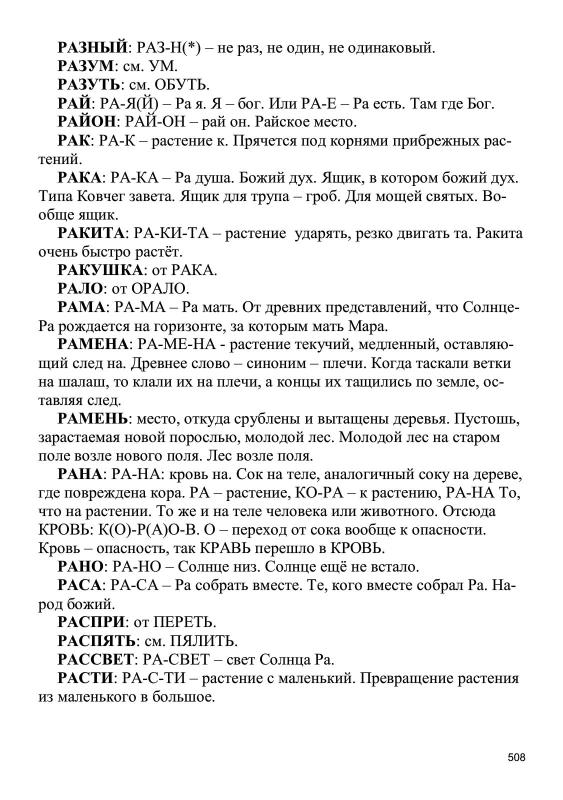 РАЗНЫЙ: РАЗ-Н(*) – не раз, не один, не одинаковый.
РАЗУМ: см. УМ.
РАЗУТЬ: см. ОБУТЬ.
РАЙ: РА-Я(Й) – Ра я. Я – бог. Или РА-Е – Ра есть. Там где Бог.
РАЙОН: РАЙ-ОН – рай он. Райское место.
РАК: РА-К – растение к. Прячется под корнями прибрежных рас-
тений.
РАКА: РА-КА – Ра душа. Божий дух. Ящик, в котором божий дух.
Типа Ковчег завета. Ящик для трупа – гроб. Для мощей святых. Во-
обще ящик.
РАКИТА: РА-КИ-ТА – растение  ударять, резко двигать та. Ракита
очень быстро растёт.
РАКУШКА: от РАКА.
РАЛО: от ОРАЛО.
РАМА: РА-МА – Ра мать. От древних представлений, что Солнце-
Ра рождается на горизонте, за которым мать Мара.
РАМЕНА: РА-МЕ-НА - растение текучий, медленный, оставляю-
щий след на. Древнее слово – синоним – плечи. Когда таскали ветки
на шалаш, то клали их на плечи, а концы их тащились по земле, ос-
тавляя след.
РАМЕНЬ: место, откуда срублены и вытащены деревья. Пустошь,
зарастаемая новой порослью, молодой лес. Молодой лес на старом
поле возле нового поля. Лес возле поля.
РАНА: РА-НА: кровь на. Сок на теле, аналогичный соку на дереве,
где повреждена кора. РА – растение, КО-РА – к растению, РА-НА То,
что на растении. То же и на теле человека или животного. Отсюда
КРОВЬ: К(О)-Р(А)О-В. О – переход от сока вообще к опасности.
Кровь – опасность, так КРАВЬ перешло в КРОВЬ.
РАНО: РА-НО – Солнце низ. Солнце ещё не встало.
РАСА: РА-СА – Ра собрать вместе. Те, кого вместе собрал Ра. На-
род божий.
РАСПРИ: от ПЕРЕТЬ.
РАСПЯТЬ: см. ПЯЛИТЬ.
РАССВЕТ: РА-СВЕТ – свет Солнца Ра.
РАСТИ: РА-С-ТИ – растение с маленький. Превращение растения
из маленького в большое.
508